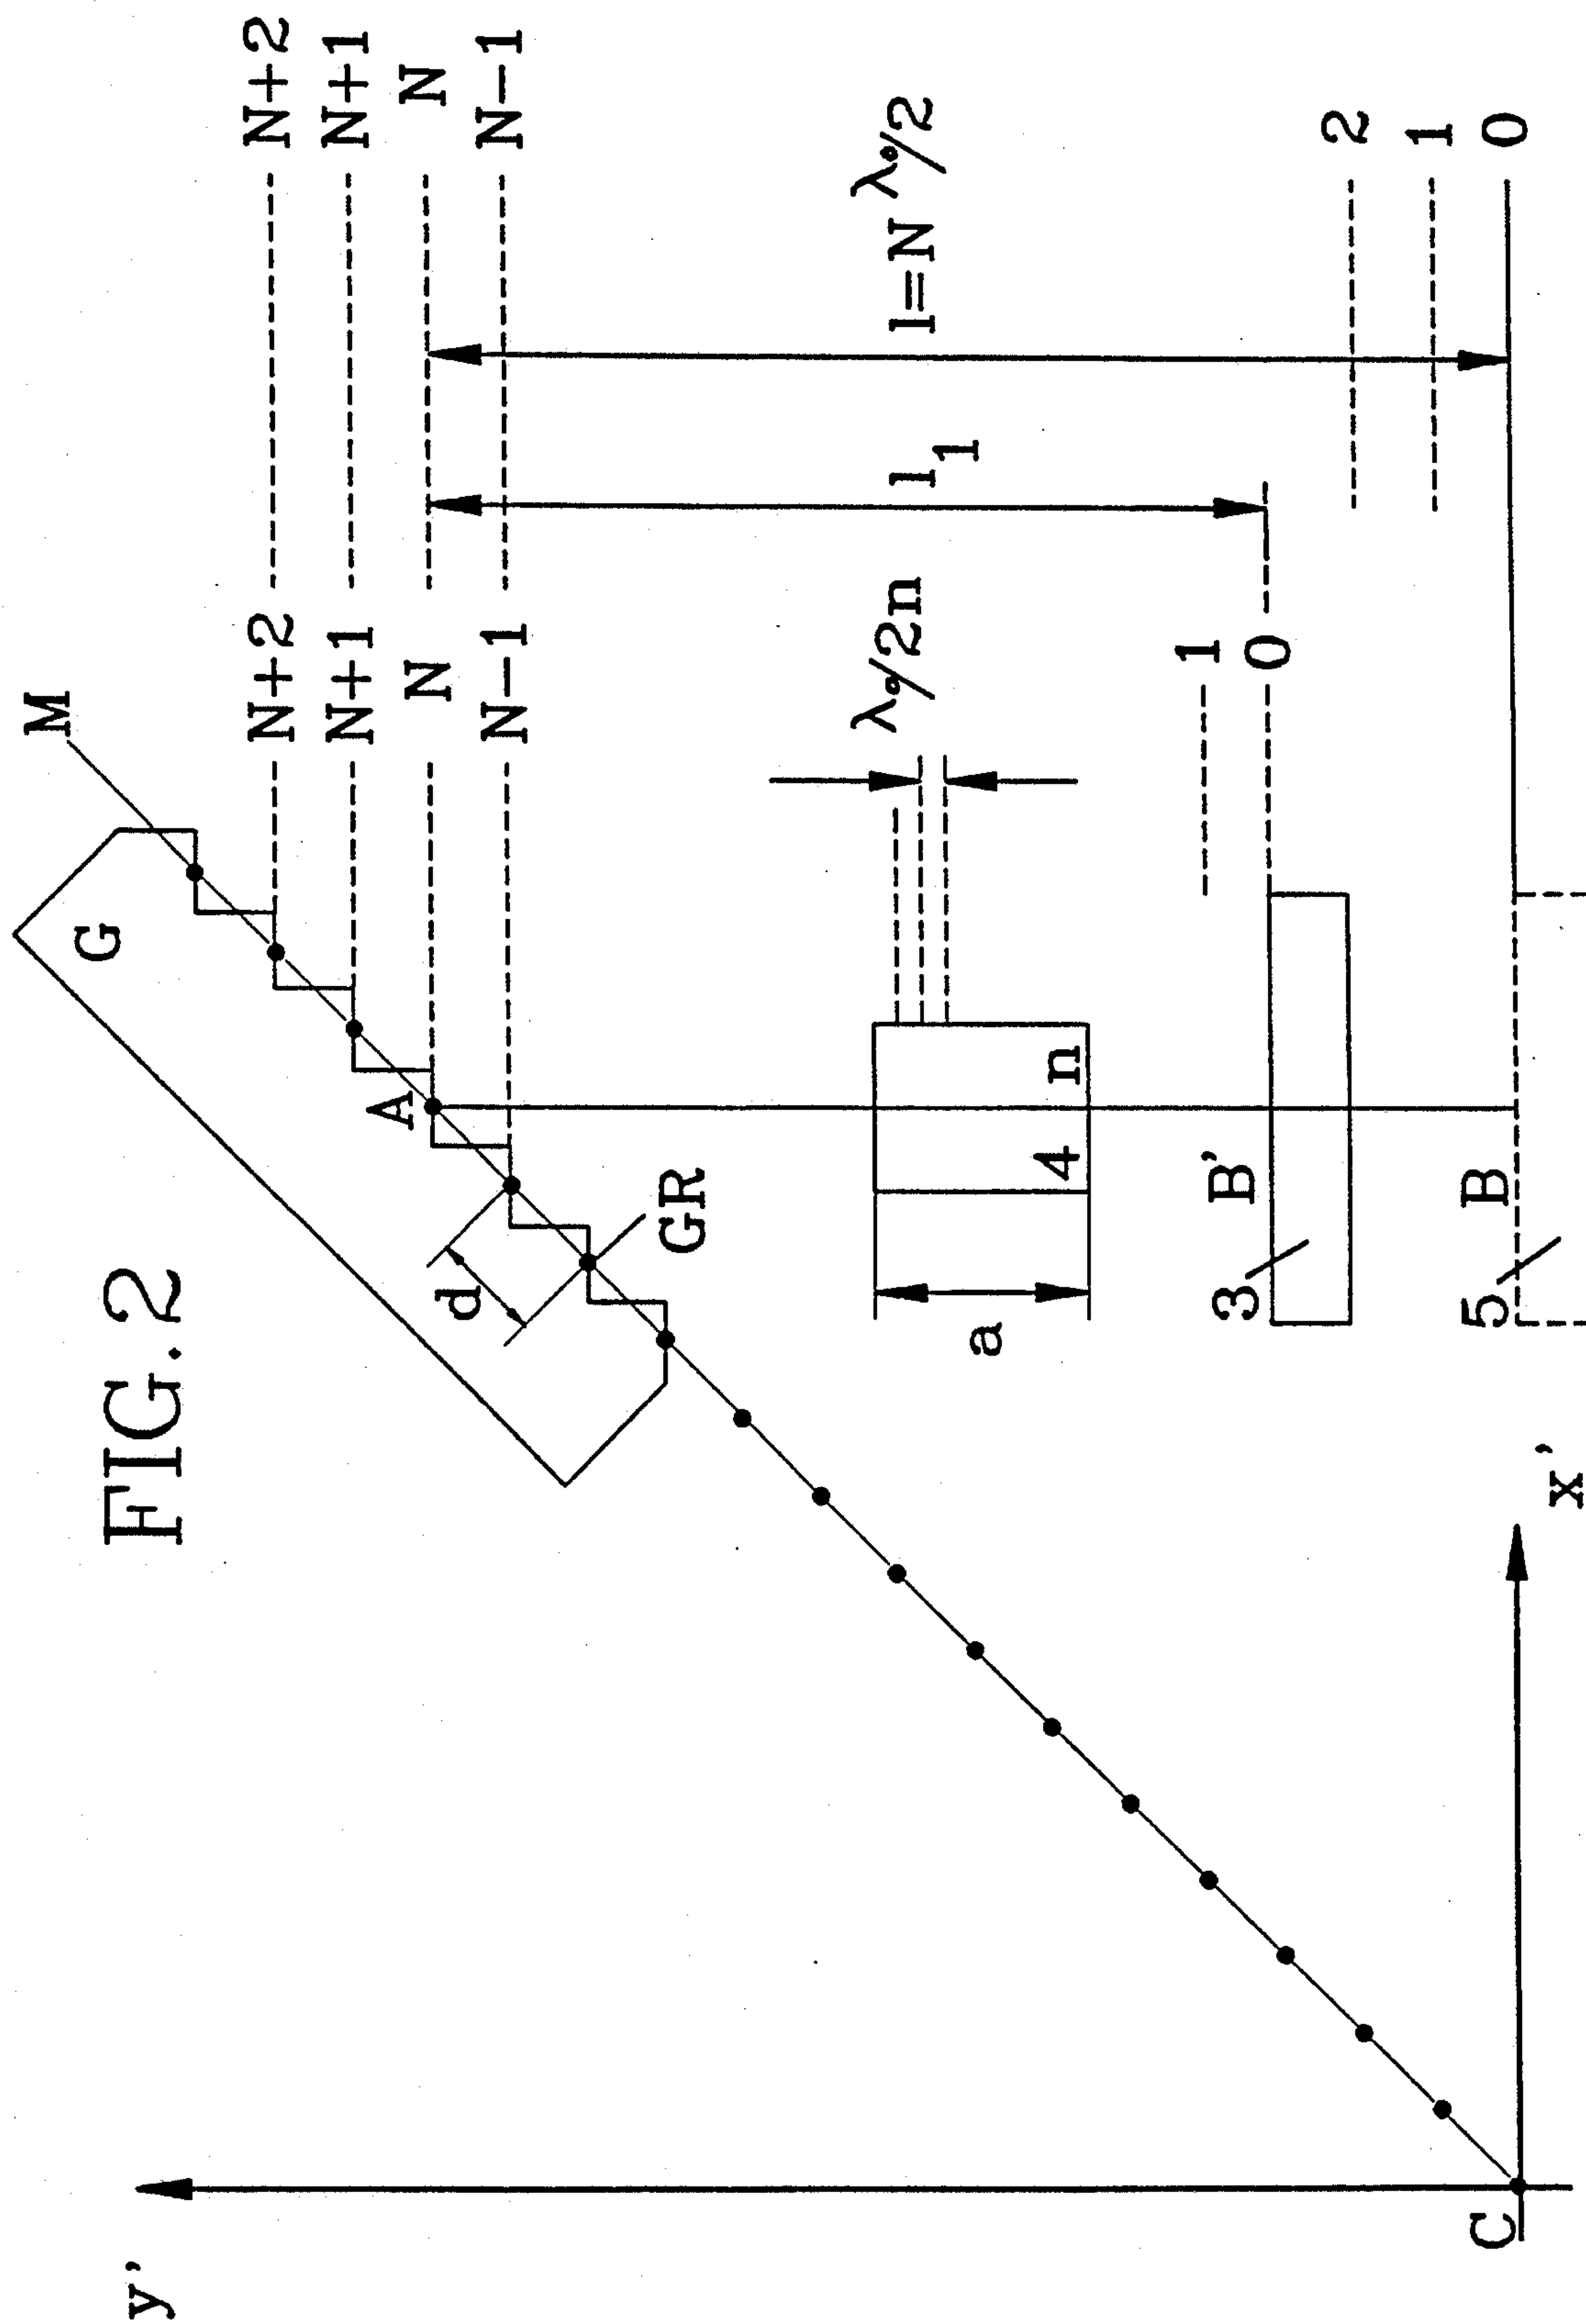 FIG.2
y'
M
G
N+2
N+2
N+1
N+1
N
N
N-1
N-1
A
d
GR
a
4
n
λ₀/2n
l₁
l=N λ₀/2
B'
3
1
0
2
1
0
B
5
C
x'